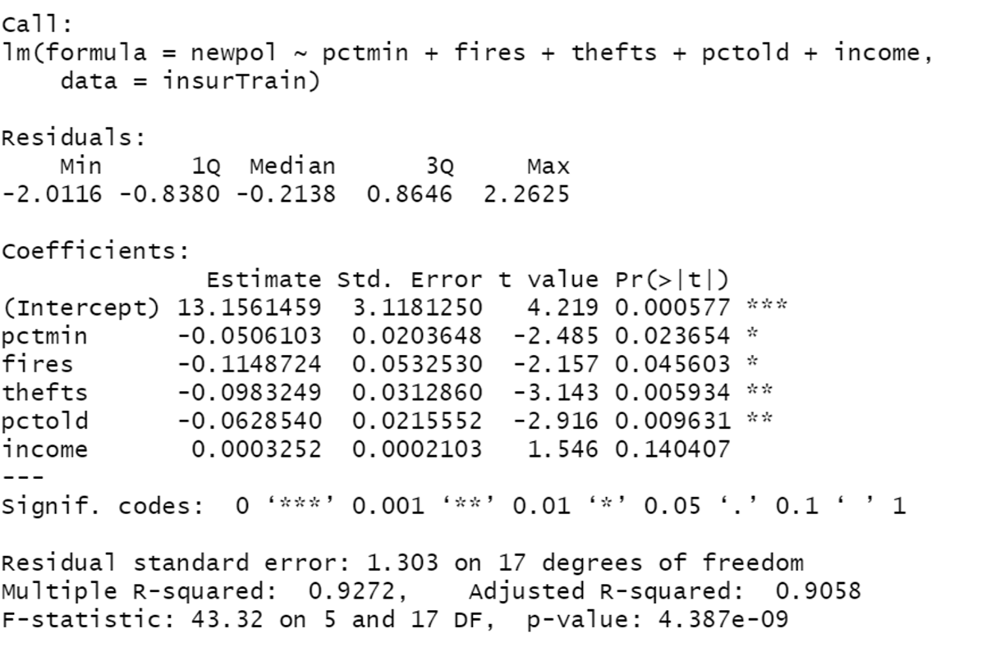 Call:
lm(formula = newpol ~ pctmin + fires + thefts + pctold + income,
    data = insurTrain)
Residuals:
    Min      1Q  Median      3Q     Max
-2.0116 -0.8380 -0.2138  0.8646  2.2625
Coefficients:
              Estimate Std. Error t value Pr(>|t|)
(Intercept) 13.1561459  3.1181250   4.219 0.000577 ***
pctmin      -0.0506103  0.0203648  -2.485 0.023654 *
fires       -0.1148724  0.0532530  -2.157 0.045603 *
thefts      -0.0983249  0.0312860  -3.143 0.005934 **
pctold      -0.0628540  0.0215552  -2.916 0.009631 **
income       0.0003252  0.0002103   1.546 0.140407
---
Signif. codes:  0 ‘***’ 0.001 ‘**’ 0.01 ‘*’ 0.05 ‘.’ 0.1 ‘ ’ 1
Residual standard error: 1.303 on 17 degrees of freedom
Multiple R-squared:  0.9272,    Adjusted R-squared:  0.9058
F-statistic: 43.32 on 5 and 17 DF,  p-value: 4.387e-09